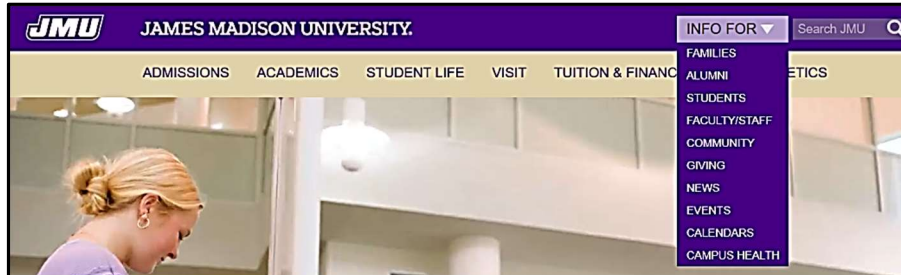 JMU JAMES MADISON UNIVERSITY. INFO FOR Search JMU
ADMISSIONS ACADEMICS STUDENT LIFE VISIT TUITION & FINANC ETICS
FAMILIES
ALUMNI
STUDENTS
FACULTY/STAFF
COMMUNITY
GIVING
NEWS
EVENTS
CALENDARS
CAMPUS HEALTH